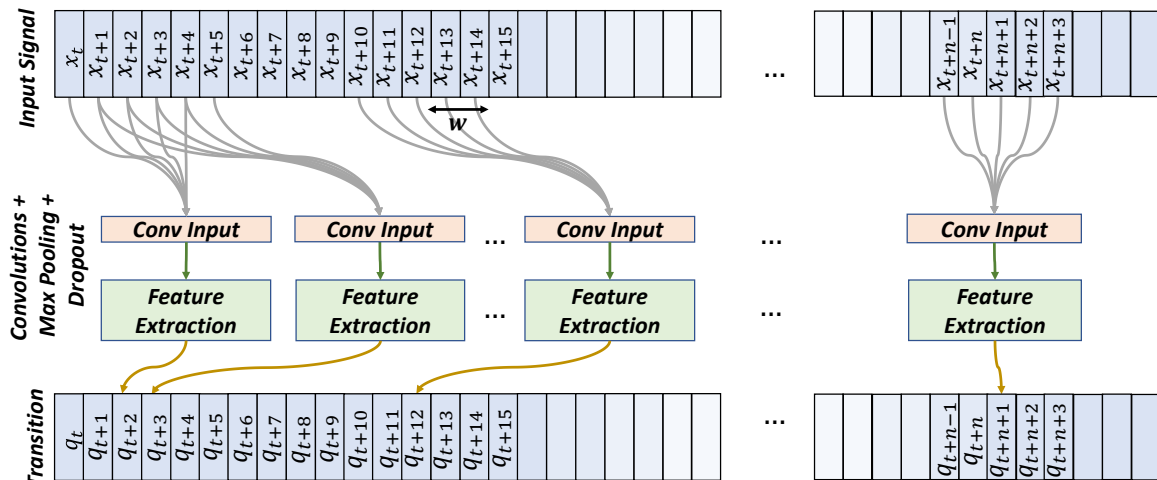 Input Signal
x_t
x_{t+1}
x_{t+2}
x_{t+3}
x_{t+4}
x_{t+5}
x_{t+6}
x_{t+7}
x_{t+8}
x_{t+9}
x_{t+10}
x_{t+11}
x_{t+12}
x_{t+13}
x_{t+14}
x_{t+15}
...
x_{t+n−1}
x_{t+n}
x_{t+n+1}
x_{t+n+2}
x_{t+n+3}
w
Convolutions +
Max Pooling +
Dropout
Conv Input
Conv Input
...
Conv Input
...
Conv Input
Feature
Extraction
Feature
Extraction
...
Feature
Extraction
...
Feature
Extraction
Transition
q_t
q_{t+1}
q_{t+2}
q_{t+3}
q_{t+4}
q_{t+5}
q_{t+6}
q_{t+7}
q_{t+8}
q_{t+9}
q_{t+10}
q_{t+11}
q_{t+12}
q_{t+13}
q_{t+14}
q_{t+15}
...
q_{t+n−1}
q_{t+n}
q_{t+n+1}
q_{t+n+2}
q_{t+n+3}